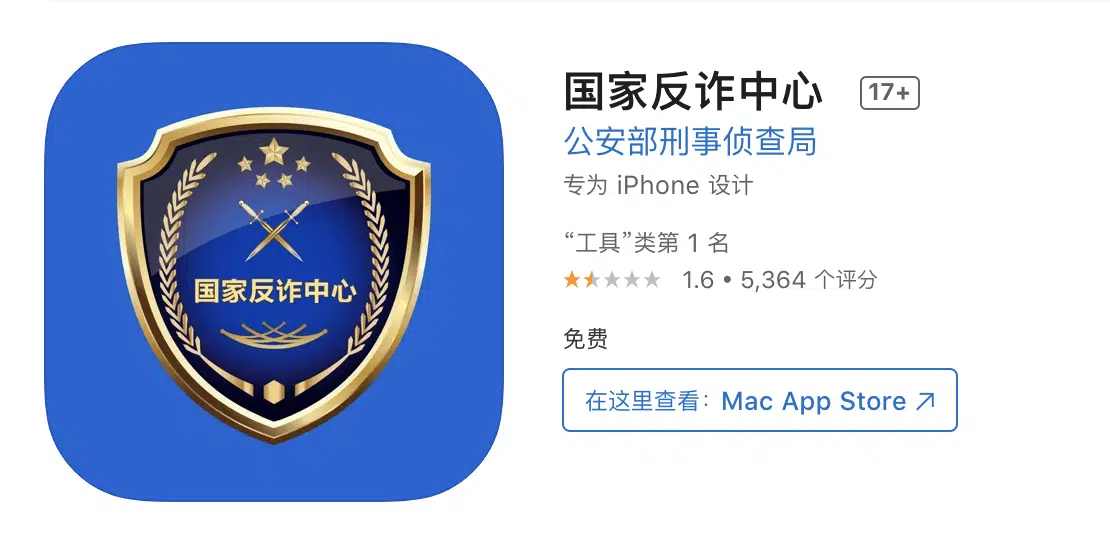 国家反诈中心
国家反诈中心 17+
公安部刑事侦查局
专为 iPhone 设计
“工具”类第 1 名
1.6 • 5,364 个评分
免费
在这里查看：Mac App Store ↗